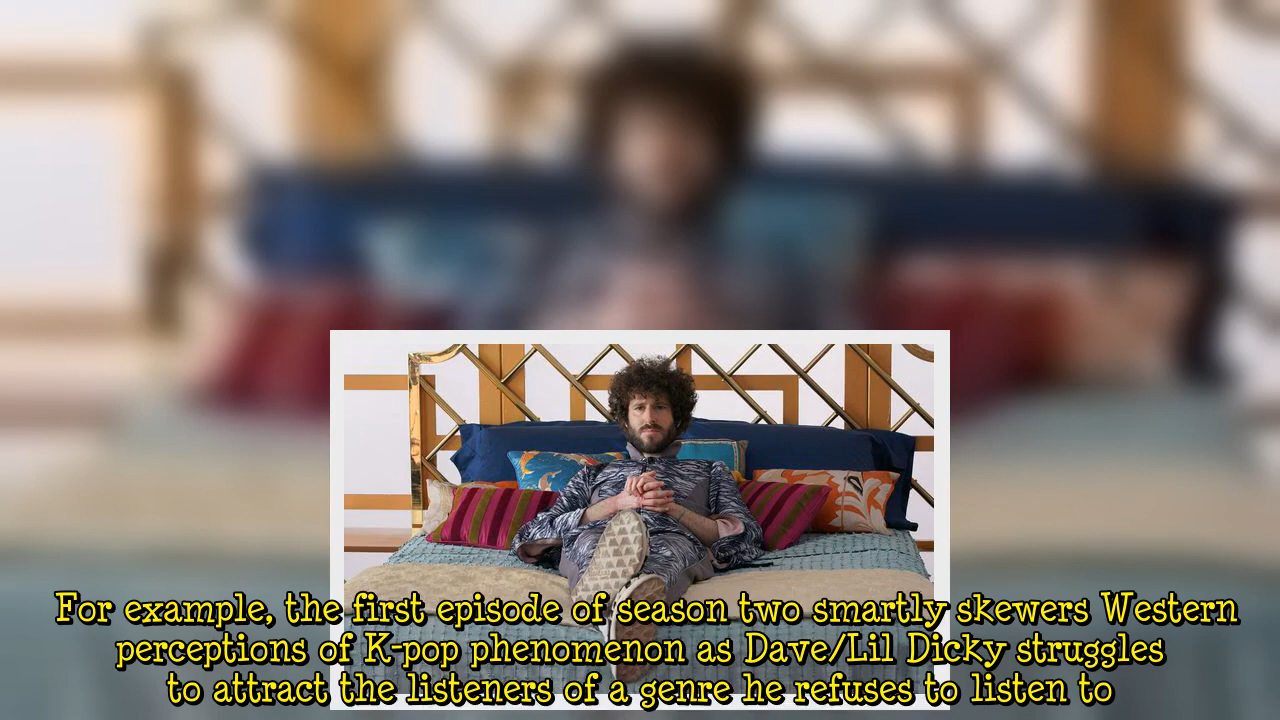 For example, the first episode of season two smartly skewers Western
perceptions of K-pop phenomenon as Dave/Lil Dicky struggles
to attract the listeners of a genre he refuses to listen to